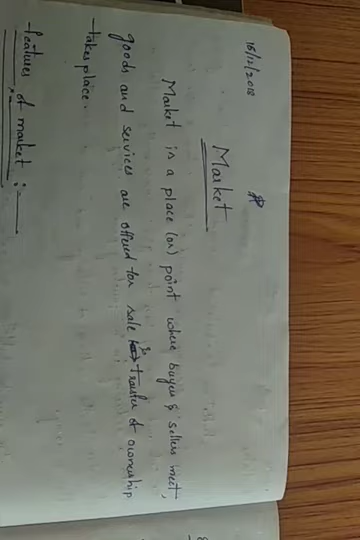 16/12/2018
Market
Market is a place (or) point where buyers & sellers meet,
goods and services are offered for sale & transfer of ownership
takes place.
Features of market :-